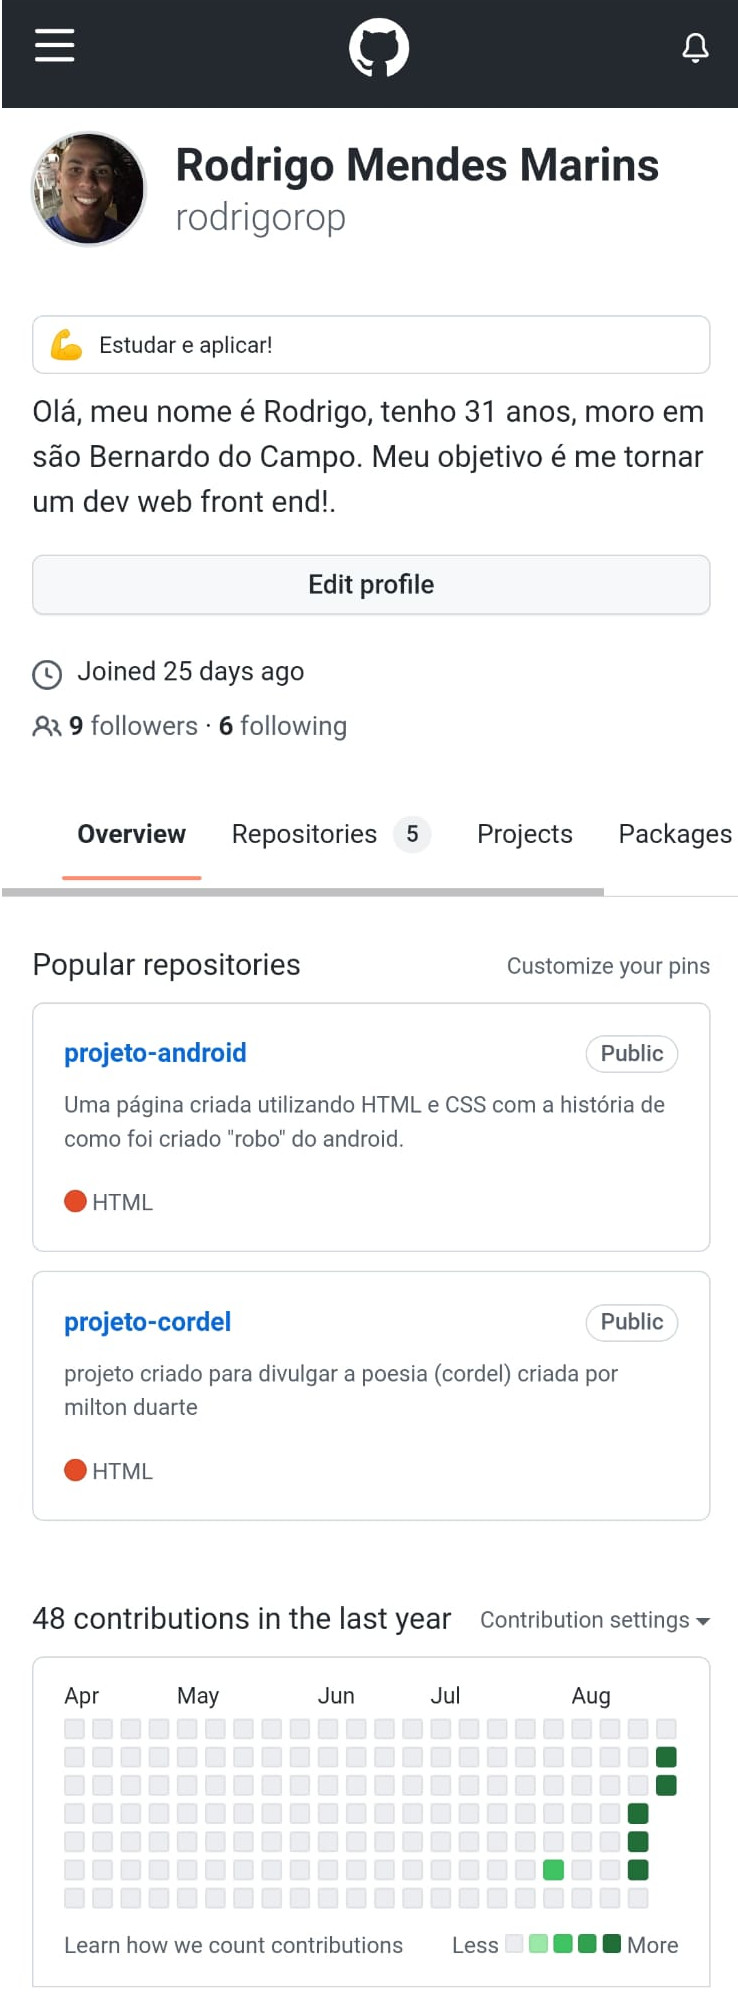 Rodrigo Mendes Marins
rodrigorop
Estudar e aplicar!
Olá, meu nome é Rodrigo, tenho 31 anos, moro em
são Bernardo do Campo. Meu objetivo é me tornar
um dev web front end!.
Edit profile
Joined 25 days ago
9 followers · 6 following
Overview Repositories 5 Projects Packages
Popular repositories Customize your pins
projeto-android Public
Uma página criada utilizando HTML e CSS com a história de
como foi criado "robo" do android.
HTML
projeto-cordel Public
projeto criado para divulgar a poesia (cordel) criada por
milton duarte
HTML
48 contributions in the last year Contribution settings
Apr May Jun Jul Aug
Learn how we count contributions Less More